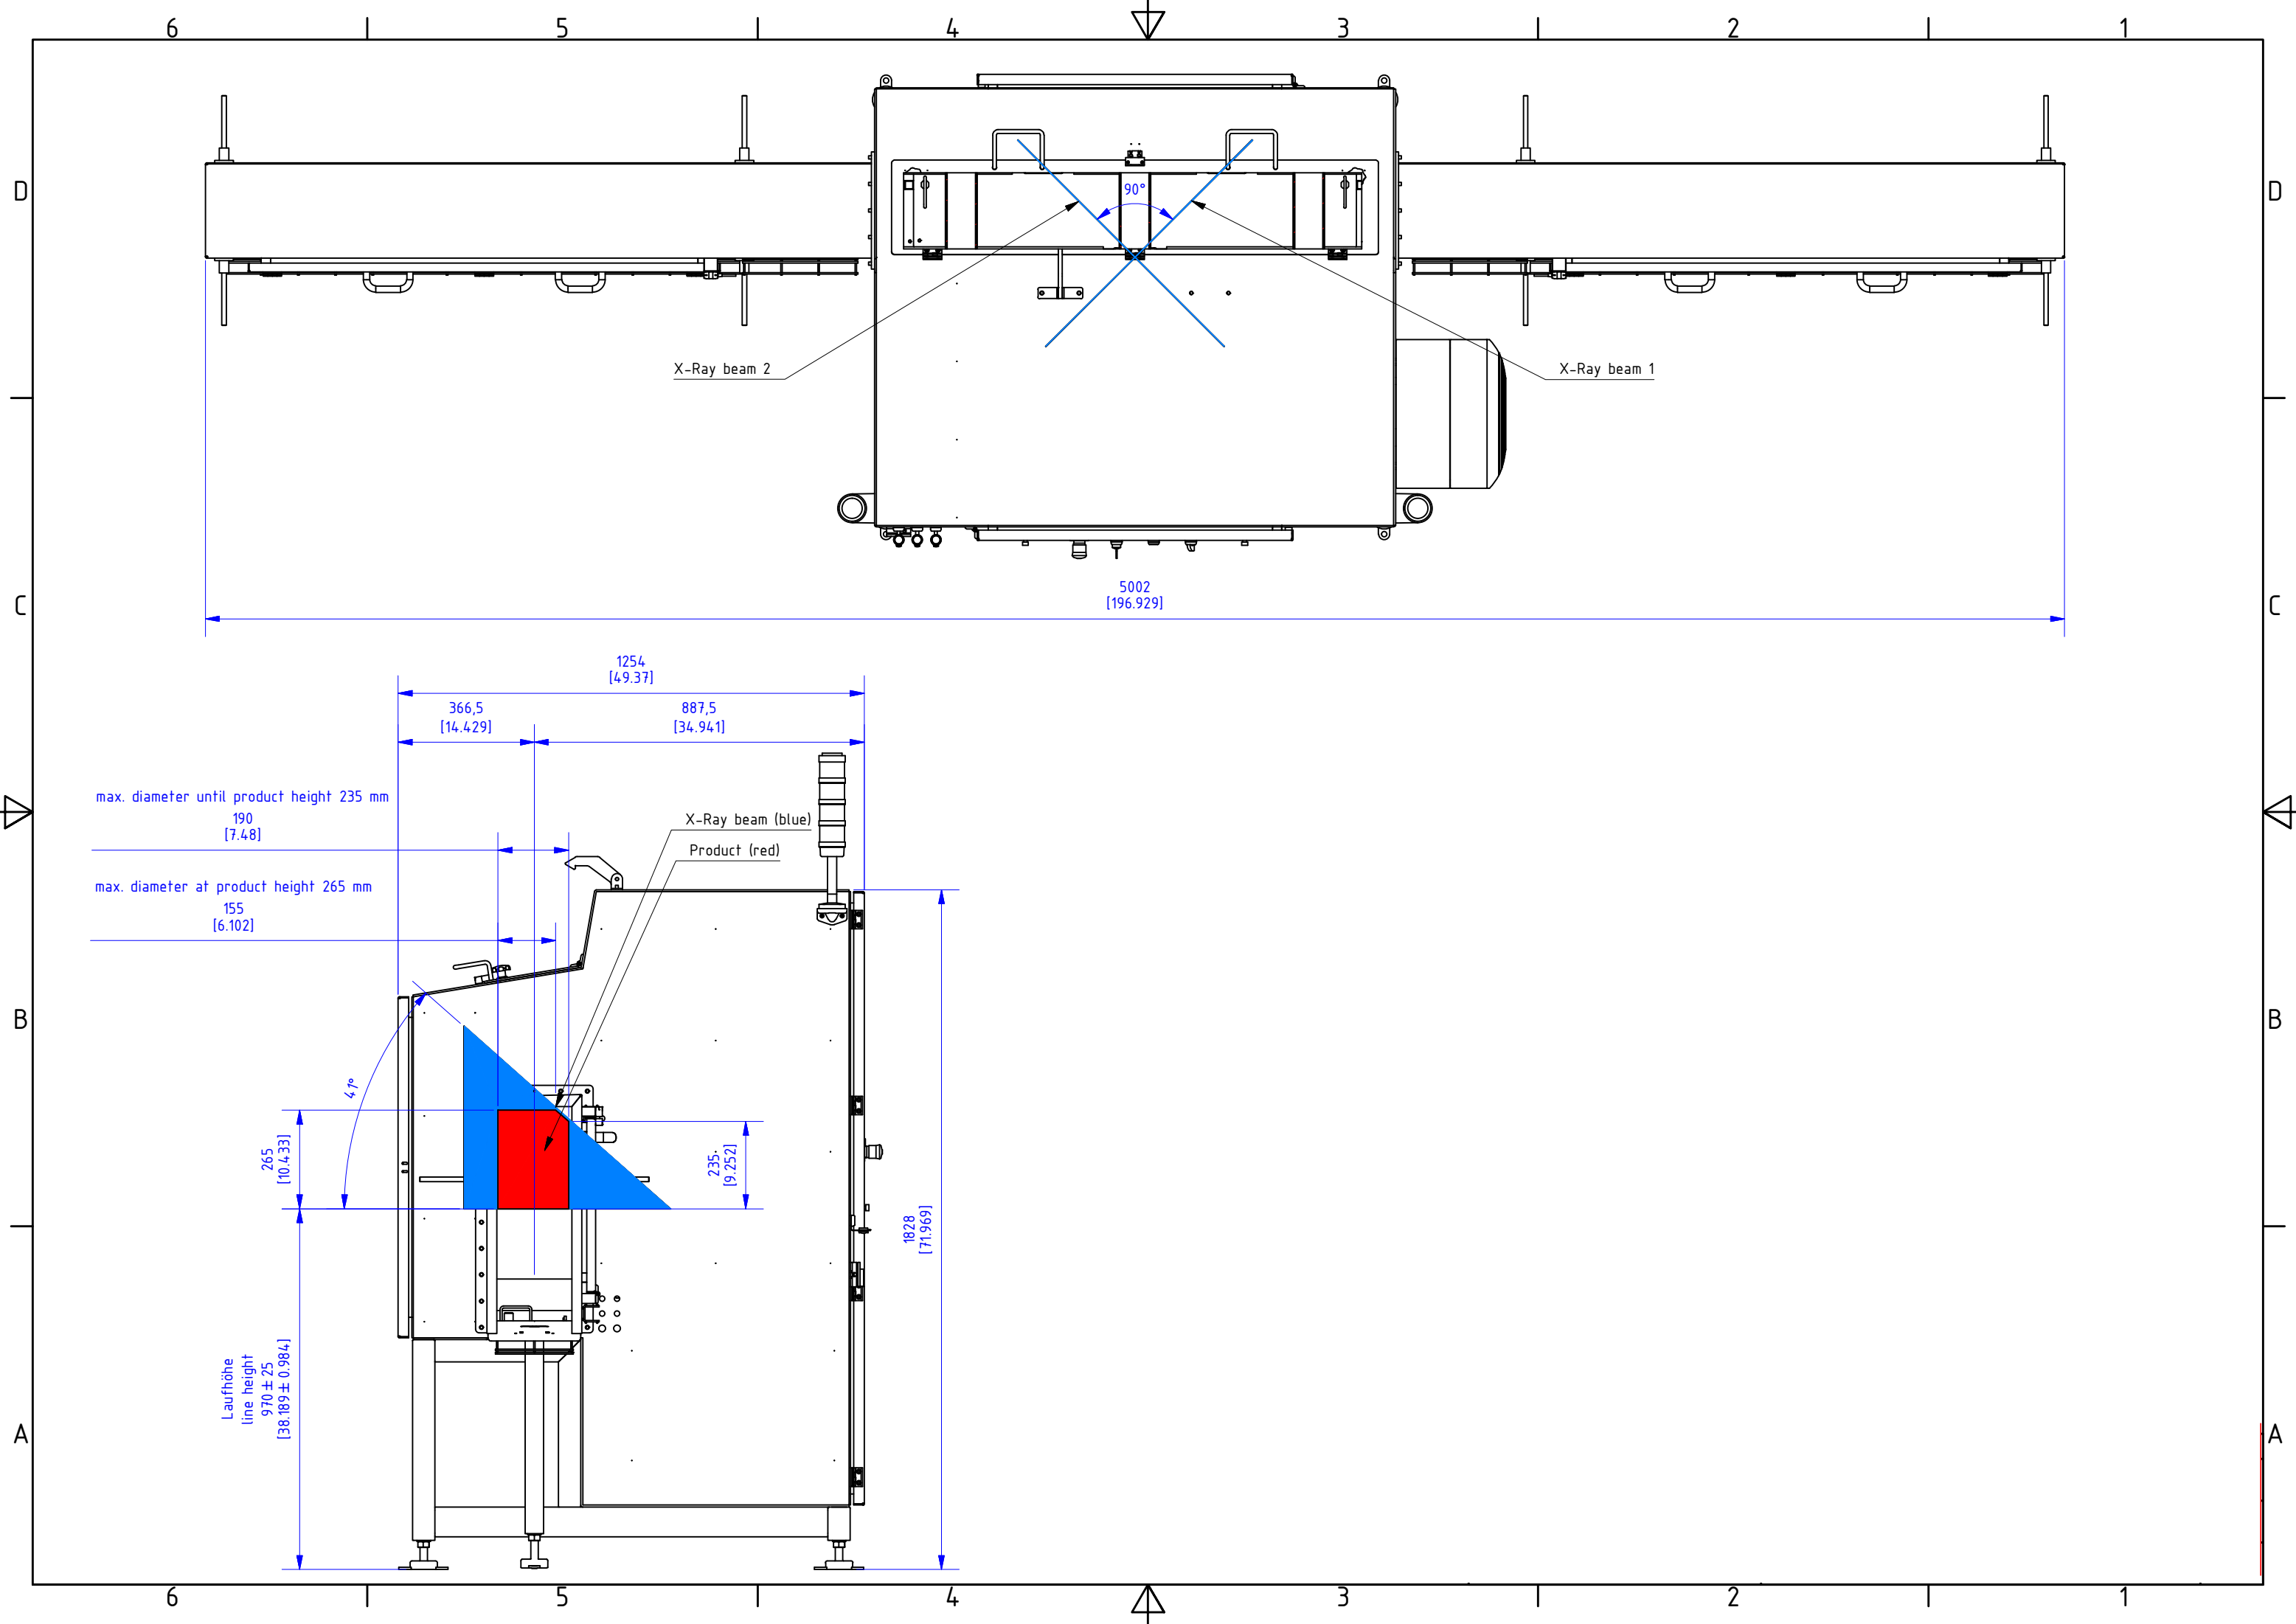 6 5 4 3 2 1
D D
90°
X-Ray beam 2
X-Ray beam 1
5002
[196.929]
C C
1254
[49.37]
366,5
[14.429]
887,5
[34.941]
max. diameter until product height 235 mm
190
[7.48]
X-Ray beam (blue)
Product (red)
max. diameter at product height 265 mm
155
[6.102]
B B
41°
265
[10.433]
235
[9.252]
1828
[71.969]
Laufhöhe
line height
970 ± 25
[38.189 ± 0.984]
A A
6 5 4 3 2 1